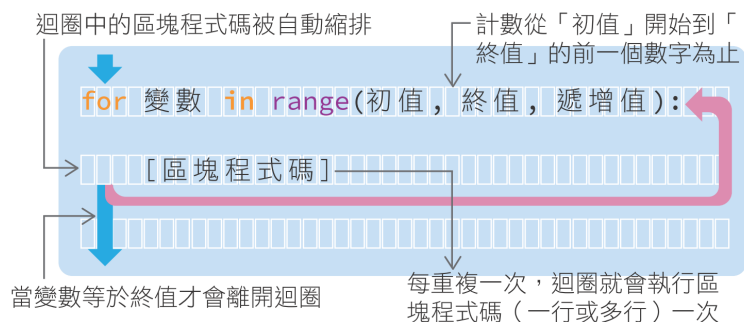 迴圈中的區塊程式碼被自動縮排
計數從「初值」開始到「
終值」的前一個數字為止
for 變數 in range(初值, 終值, 遞增值):
[區塊程式碼]
當變數等於終值才會離開迴圈
每重複一次，迴圈就會執行區
塊程式碼（一行或多行）一次